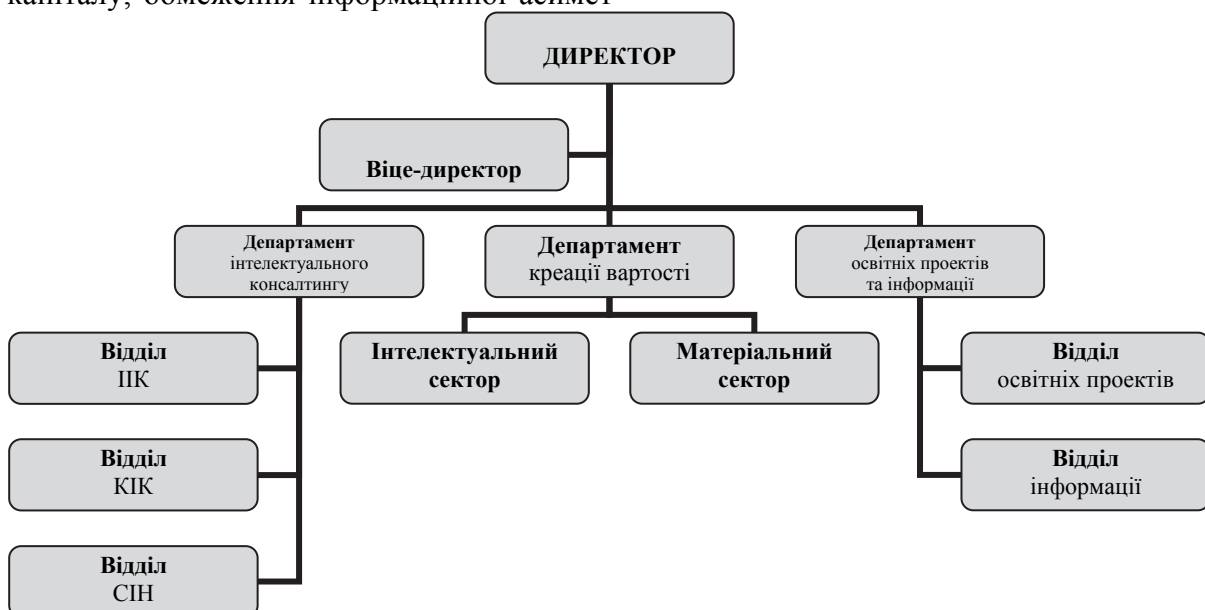 капіталу, обмеження інформаційної асимет-
ДИРЕКТОР
Віце-директор
Департамент
інтелектуального
консалтингу
Департамент
креації вартості
Департамент
освітніх проектів
та інформації
Відділ
ІІК
Інтелектуальний
сектор
Матеріальний
сектор
Відділ
освітніх проектів
Відділ
КІК
Відділ
інформації
Відділ
СІН